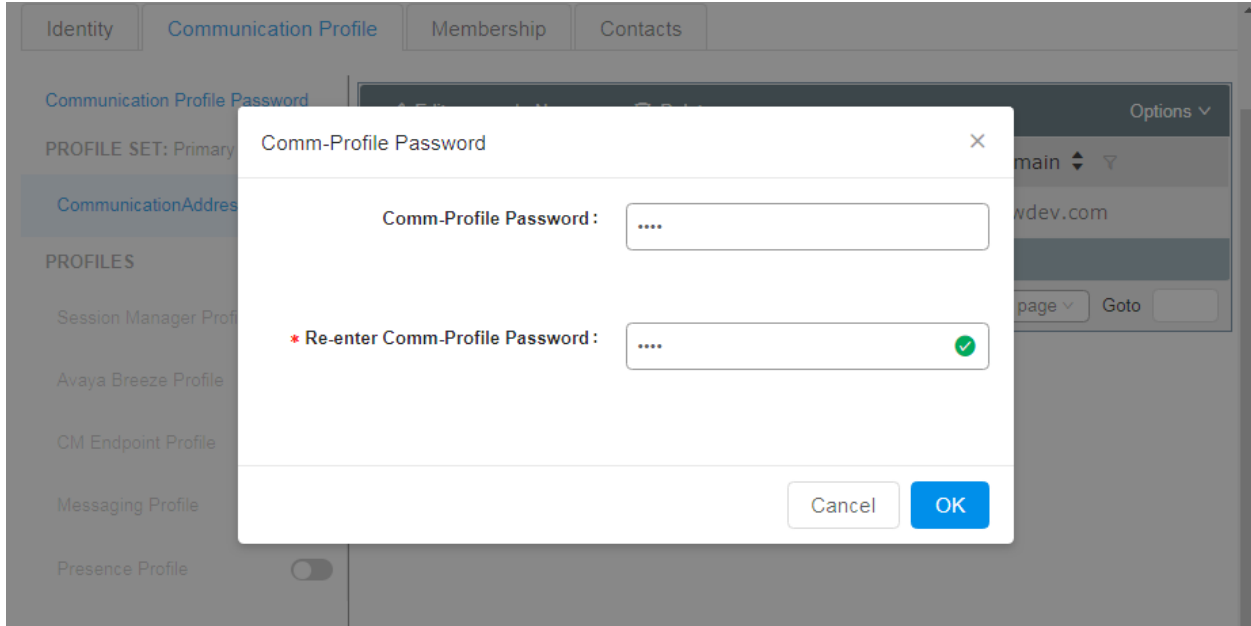 Identity Communication Profile Membership Contacts
Communication Profile Password
Options
PROFILE SET: Primary
main
CommunicationAddres
wdev.com
PROFILES
Session Manager Profi
page Goto
Avaya Breeze Profile
CM Endpoint Profile
Messaging Profile
Presence Profile
Comm-Profile Password
Comm-Profile Password :
••••
* Re-enter Comm-Profile Password :
••••
Cancel OK